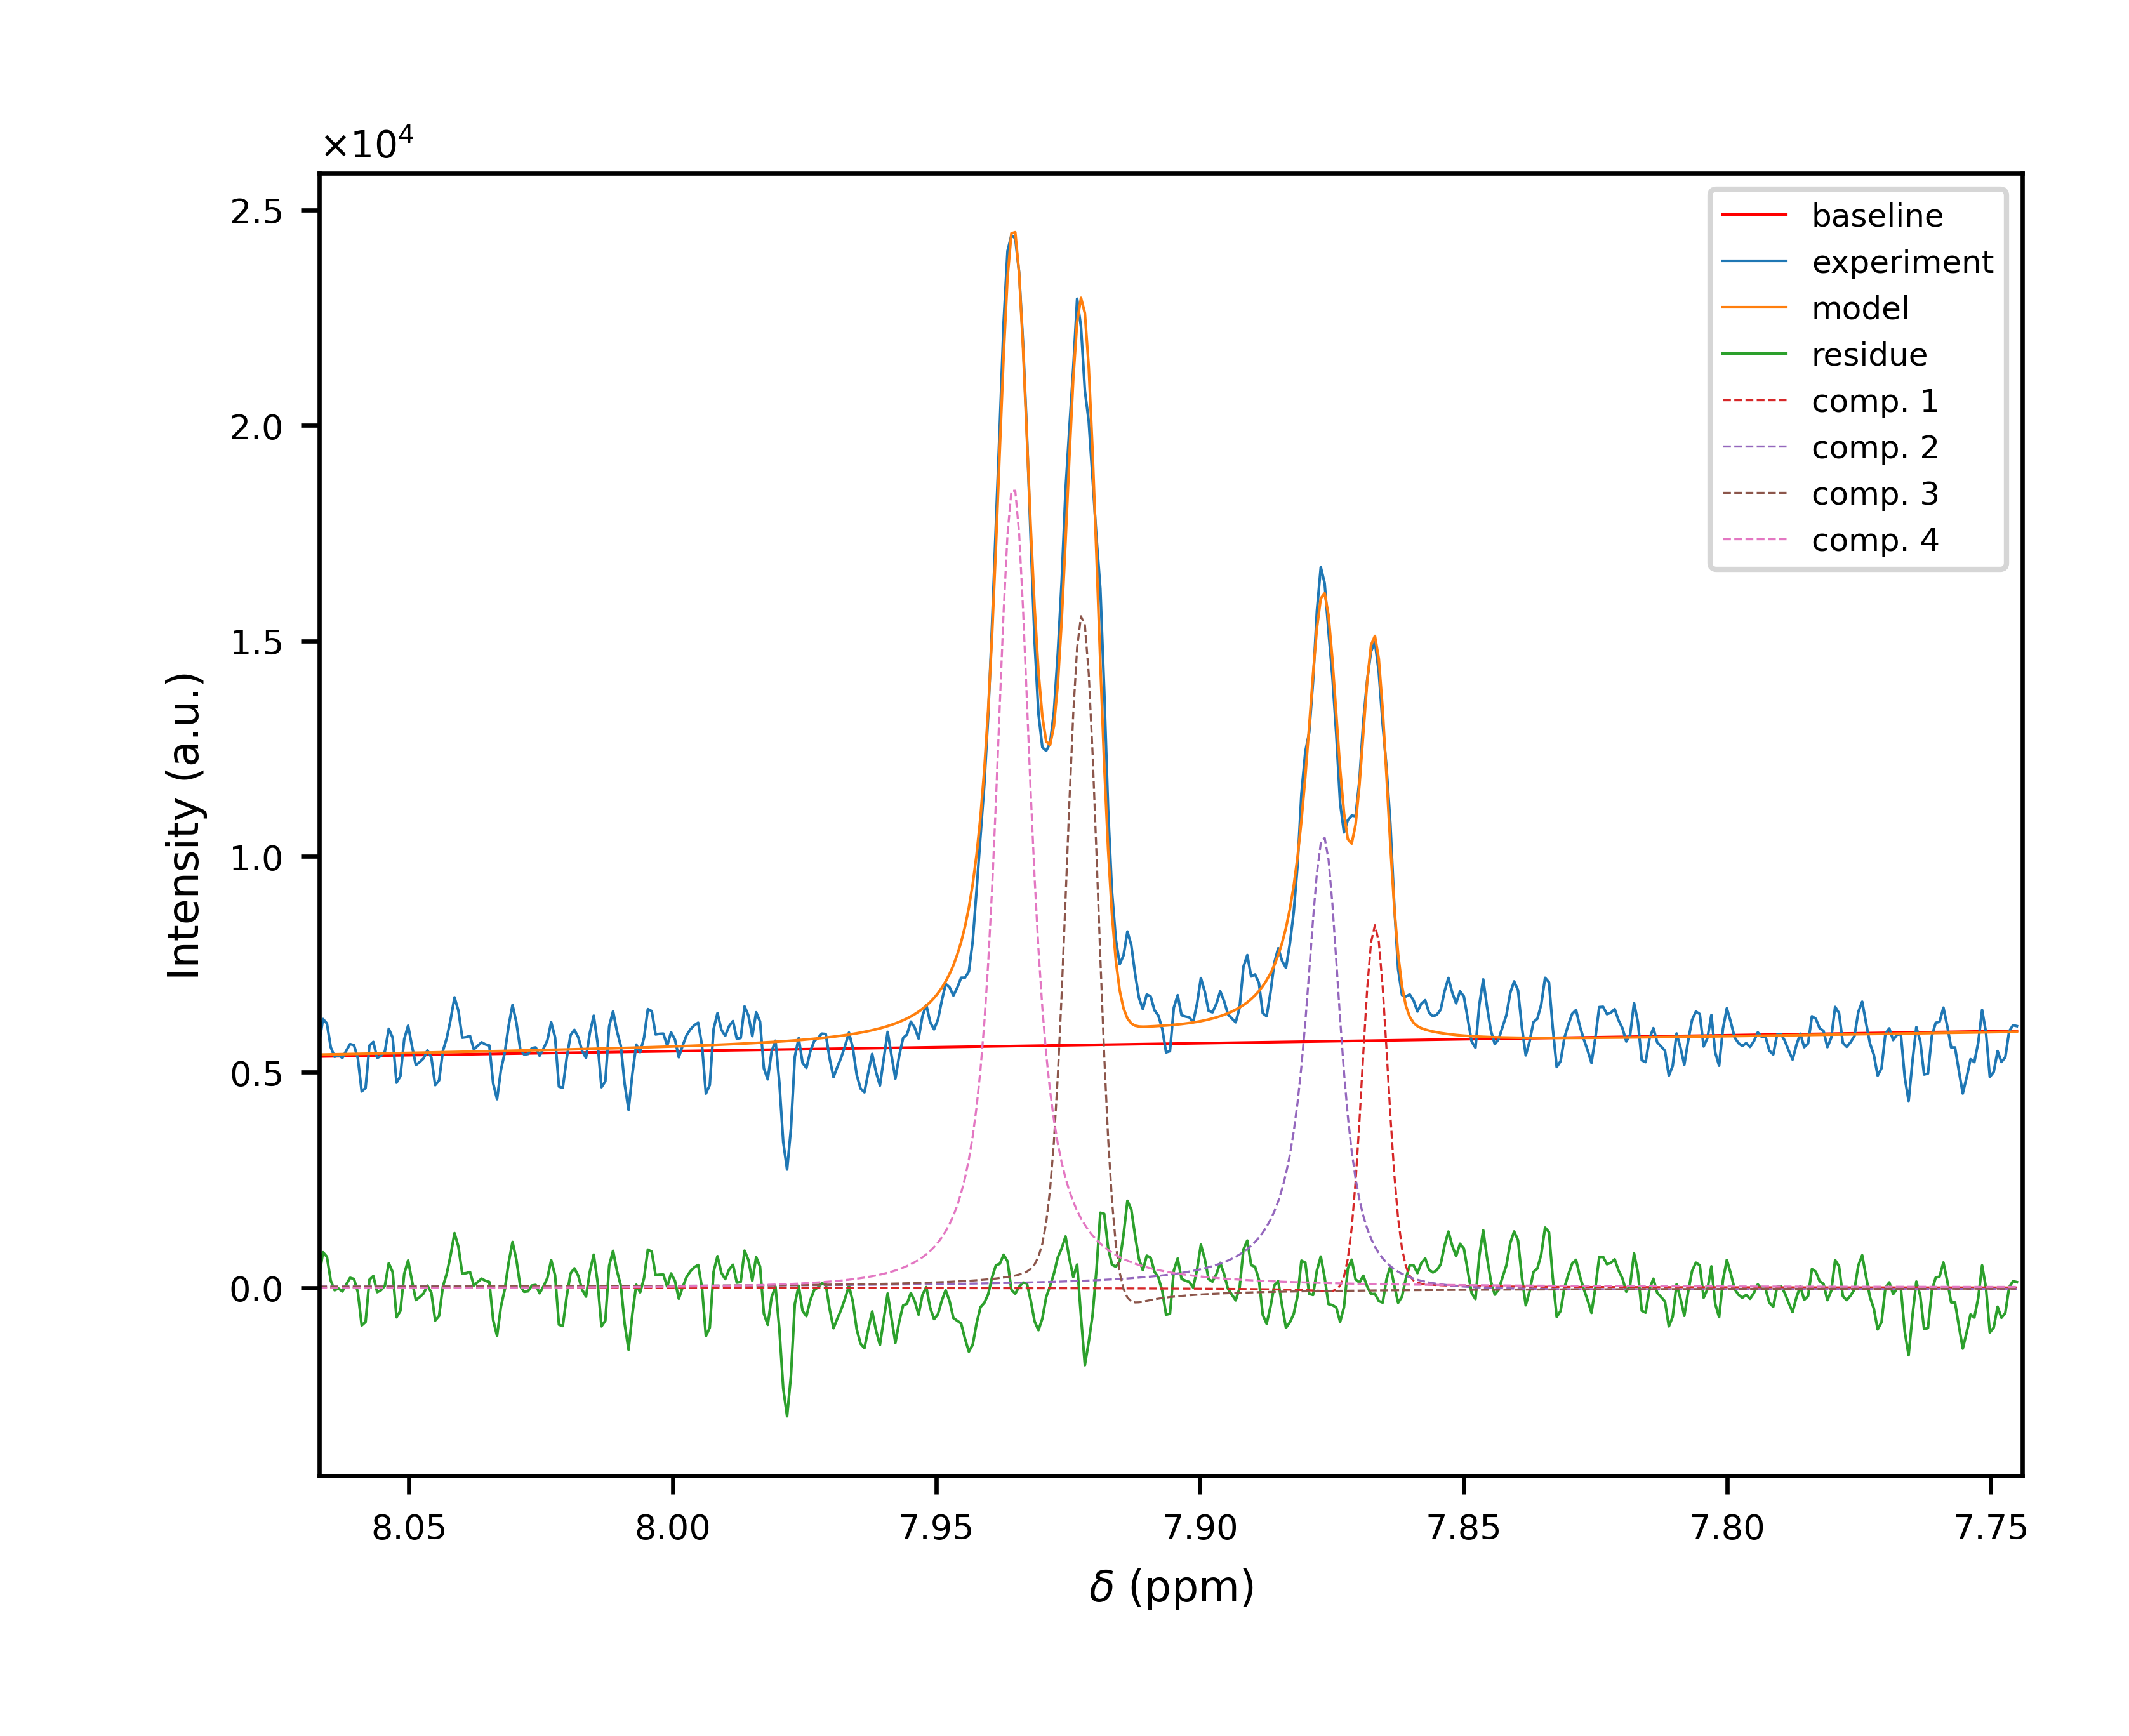 ×10⁴
2.5
2.0
1.5
1.0
0.5
0.0
Intensity (a.u.)
8.05 8.00 7.95 7.90 7.85 7.80 7.75
δ (ppm)
baseline
experiment
model
residue
comp. 1
comp. 2
comp. 3
comp. 4